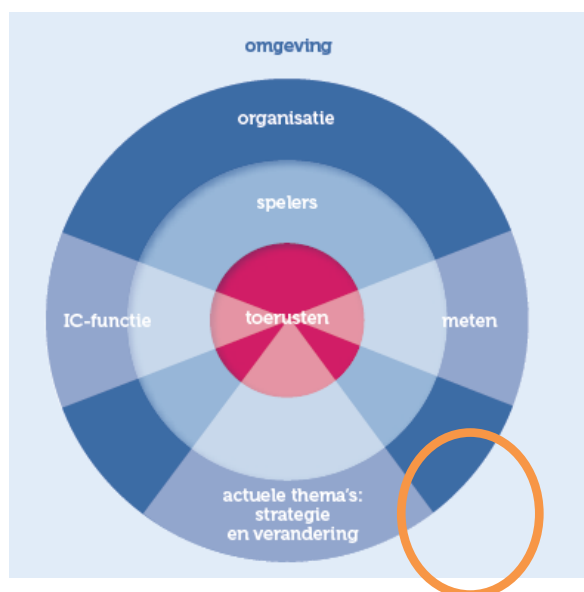 omgeving
organisatie
spelers
IC-functie
toerusten
meten
actuele thema's:
strategie
en verandering